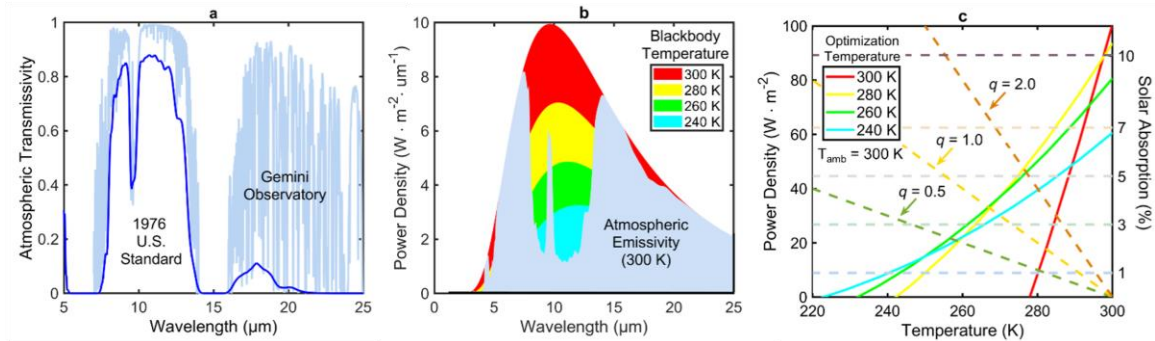 a
Atmospheric Transmissivity
1
0.8
0.6
0.4
0.2
0
1976
U.S.
Standard
Gemini
Observatory
5 10 15 20 25
Wavelength (µm)
b
Power Density (W · m-2 · um-1)
10
8
6
4
2
0
Blackbody
Temperature
300 K
280 K
260 K
240 K
Atmospheric
Emissivity
(300 K)
0 5 10 15 20 25
Wavelength (µm)
c
Power Density (W · m-2)
100
80
60
40
20
0
Optimization
Temperature
300 K
280 K
260 K
240 K
Tamb = 300 K
q = 2.0
q = 1.0
q = 0.5
220 240 260 280 300
Temperature (K)
10
7
5
3
1
Solar Absorption (%)